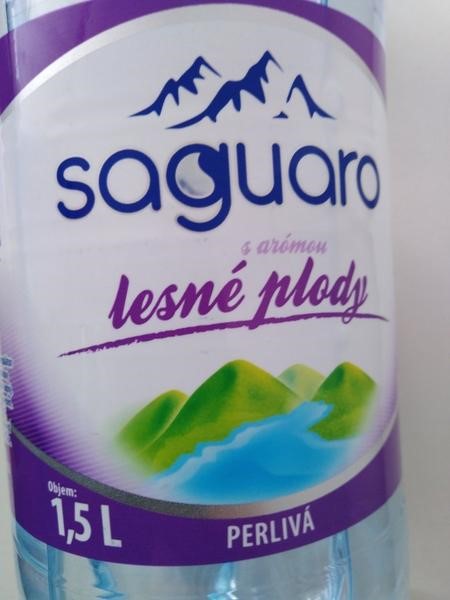 saguaro
s arómou
lesné plody
Objem:
1,5 L
PERLIVÁ